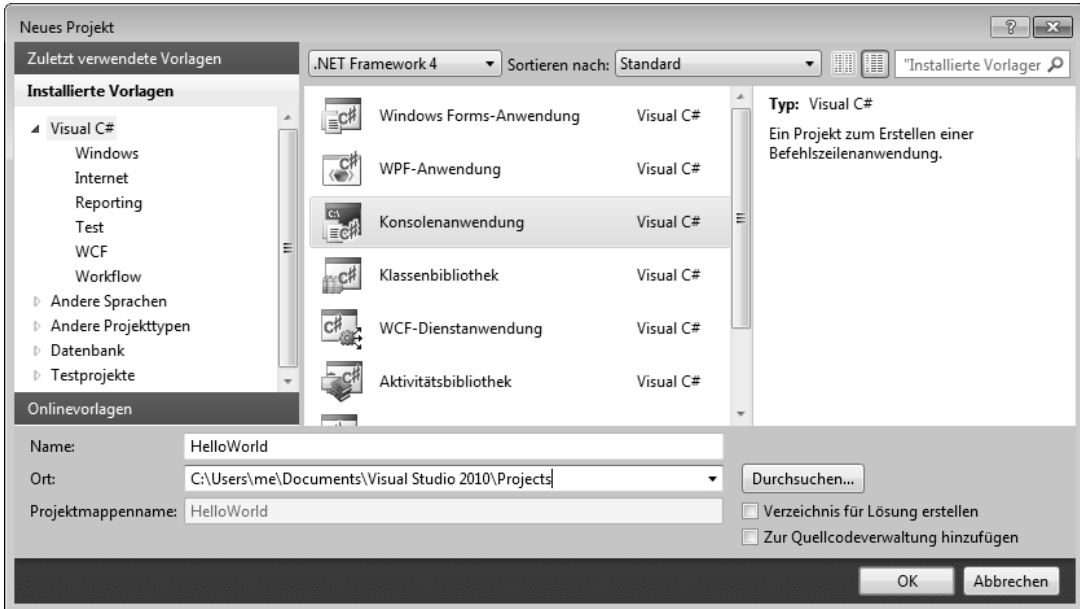 Neues Projekt
Zuletzt verwendete Vorlagen
Installierte Vorlagen
Visual C#
Windows
Internet
Reporting
Test
WCF
Workflow
Andere Sprachen
Andere Projekttypen
Datenbank
Testprojekte
Onlinevorlagen
.NET Framework 4 Sortieren nach: Standard "Installierte Vorlager
Windows Forms-Anwendung Visual C#
WPF-Anwendung Visual C#
Konsolenanwendung Visual C#
Klassenbibliothek Visual C#
WCF-Dienstanwendung Visual C#
Aktivitätsbibliothek Visual C#
Typ: Visual C#
Ein Projekt zum Erstellen einer
Befehlszeilenanwendung.
Name: HelloWorld
Ort: C:\Users\me\Documents\Visual Studio 2010\Projects Durchsuchen...
Projektmappenname: HelloWorld
Verzeichnis für Lösung erstellen
Zur Quellcodeverwaltung hinzufügen
OK Abbrechen